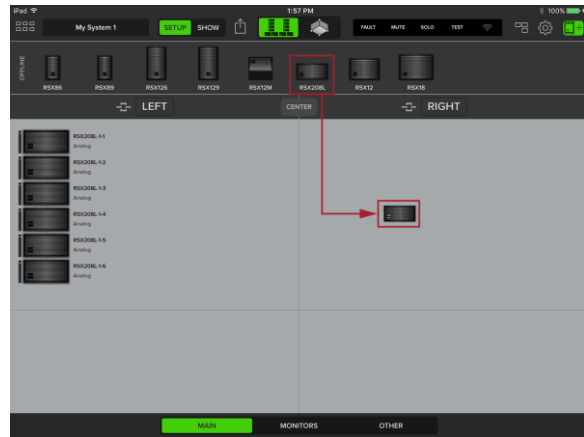 iPad 1:57 PM 100%
My System 1 SETUP SHOW FAULT MUTE SOLO TEST
OFFLINE
RSX86 RSX89 RSX126 RSX129 RSX12M RSX208L RSX12 RSX18
LEFT CENTER RIGHT
RSX208L-1-1
Analog
RSX208L-1-2
Analog
RSX208L-1-3
Analog
RSX208L-1-4
Analog
RSX208L-1-5
Analog
RSX208L-1-6
Analog
MAIN MONITORS OTHER